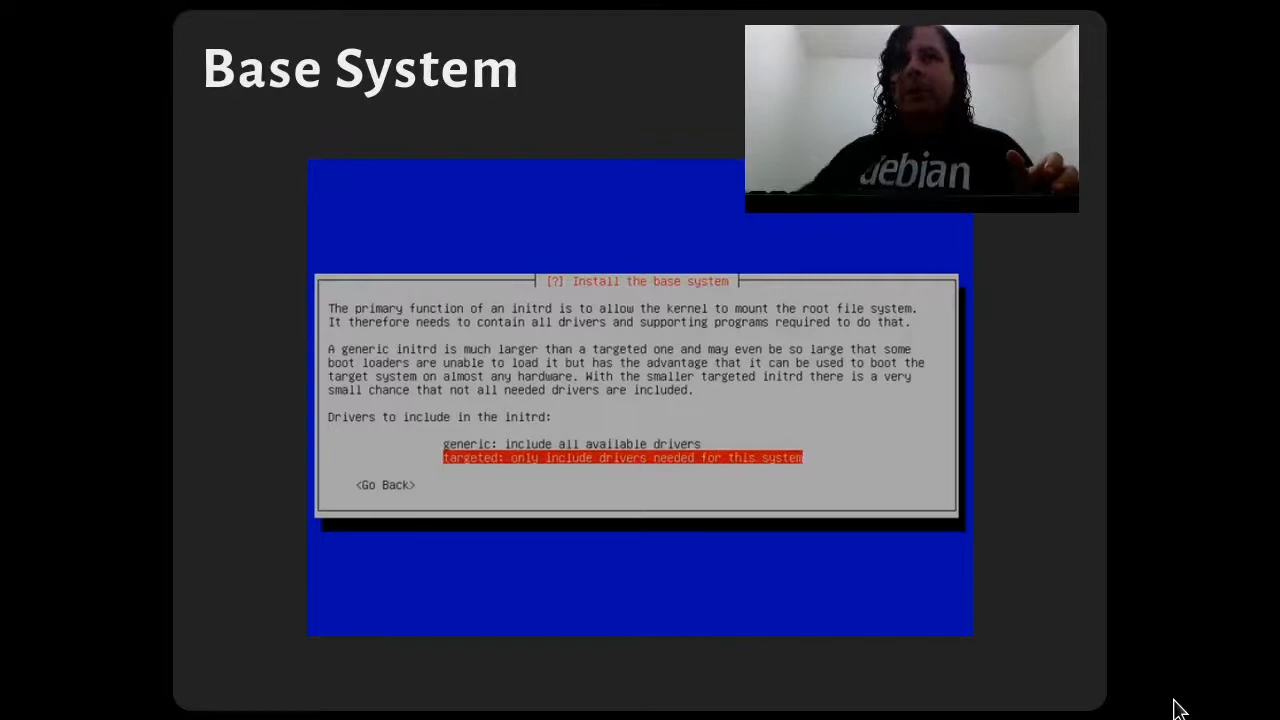 Base System
debian
[?] Install the base system
The primary function of an initrd is to allow the kernel to mount the root file system.
It therefore needs to contain all drivers and supporting programs required to do that.
A generic initrd is much larger than a targeted one and may even be so large that some
boot loaders are unable to load it but has the advantage that it can be used to boot the
target system on almost any hardware. With the smaller targeted initrd there is a very
small chance that not all needed drivers are included.
Drivers to include in the initrd:
generic: include all available drivers
targeted: only include drivers needed for this system
<Go Back>